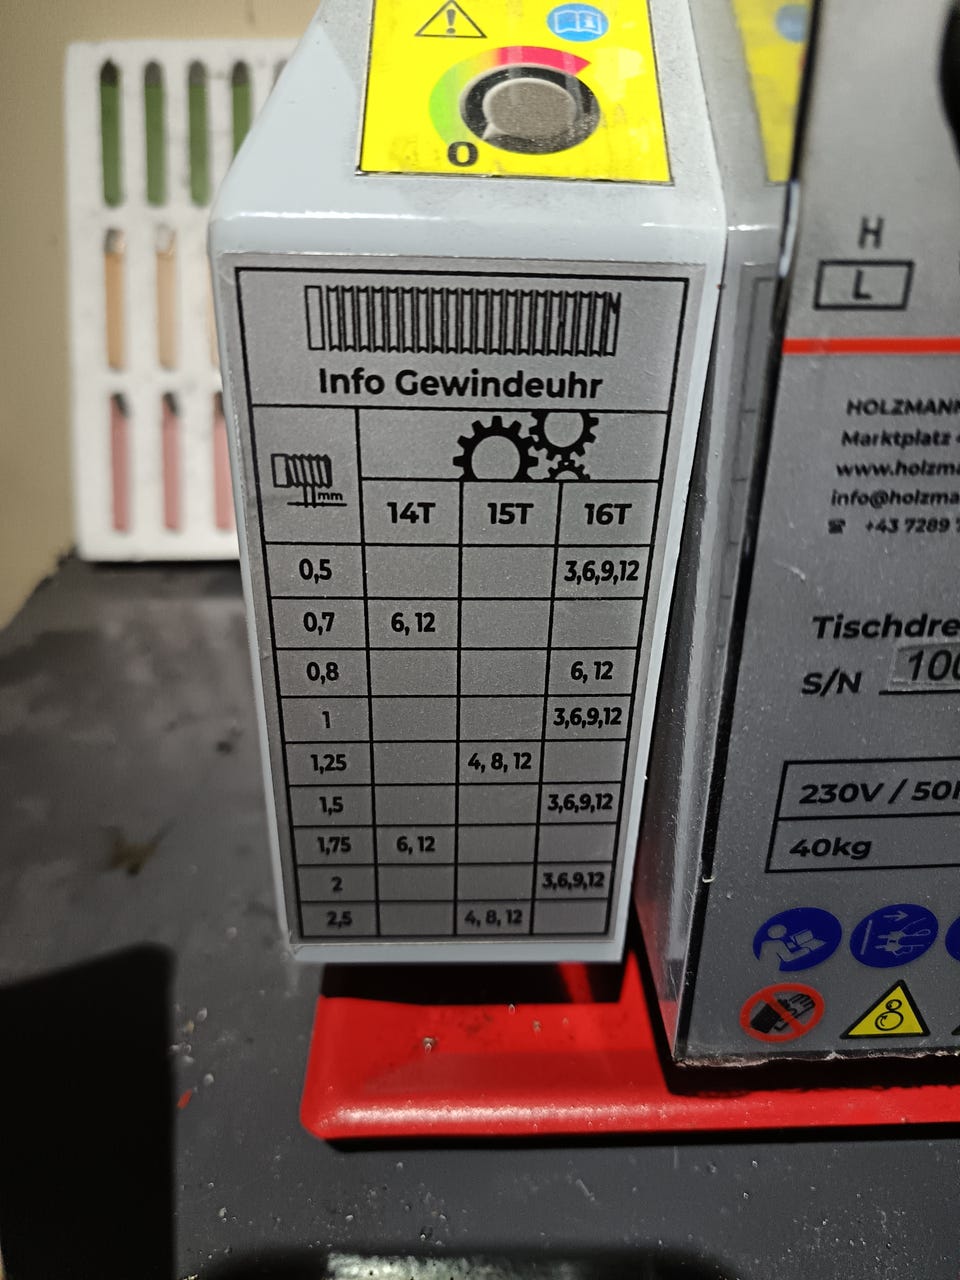 0
Info Gewindeuhr
mm
14T 15T 16T
0,5 3,6,9,12
0,7 6, 12
0,8 6, 12
1 3,6,9,12
1,25 4, 8, 12
1,5 3,6,9,12
1,75 6, 12
2 3,6,9,12
2,5 4, 8, 12
H
L
HOLZMANN
Marktplatz
www.holzma
info@holzma
+43 7289
Tischdre
S/N 100
230V / 50
40kg